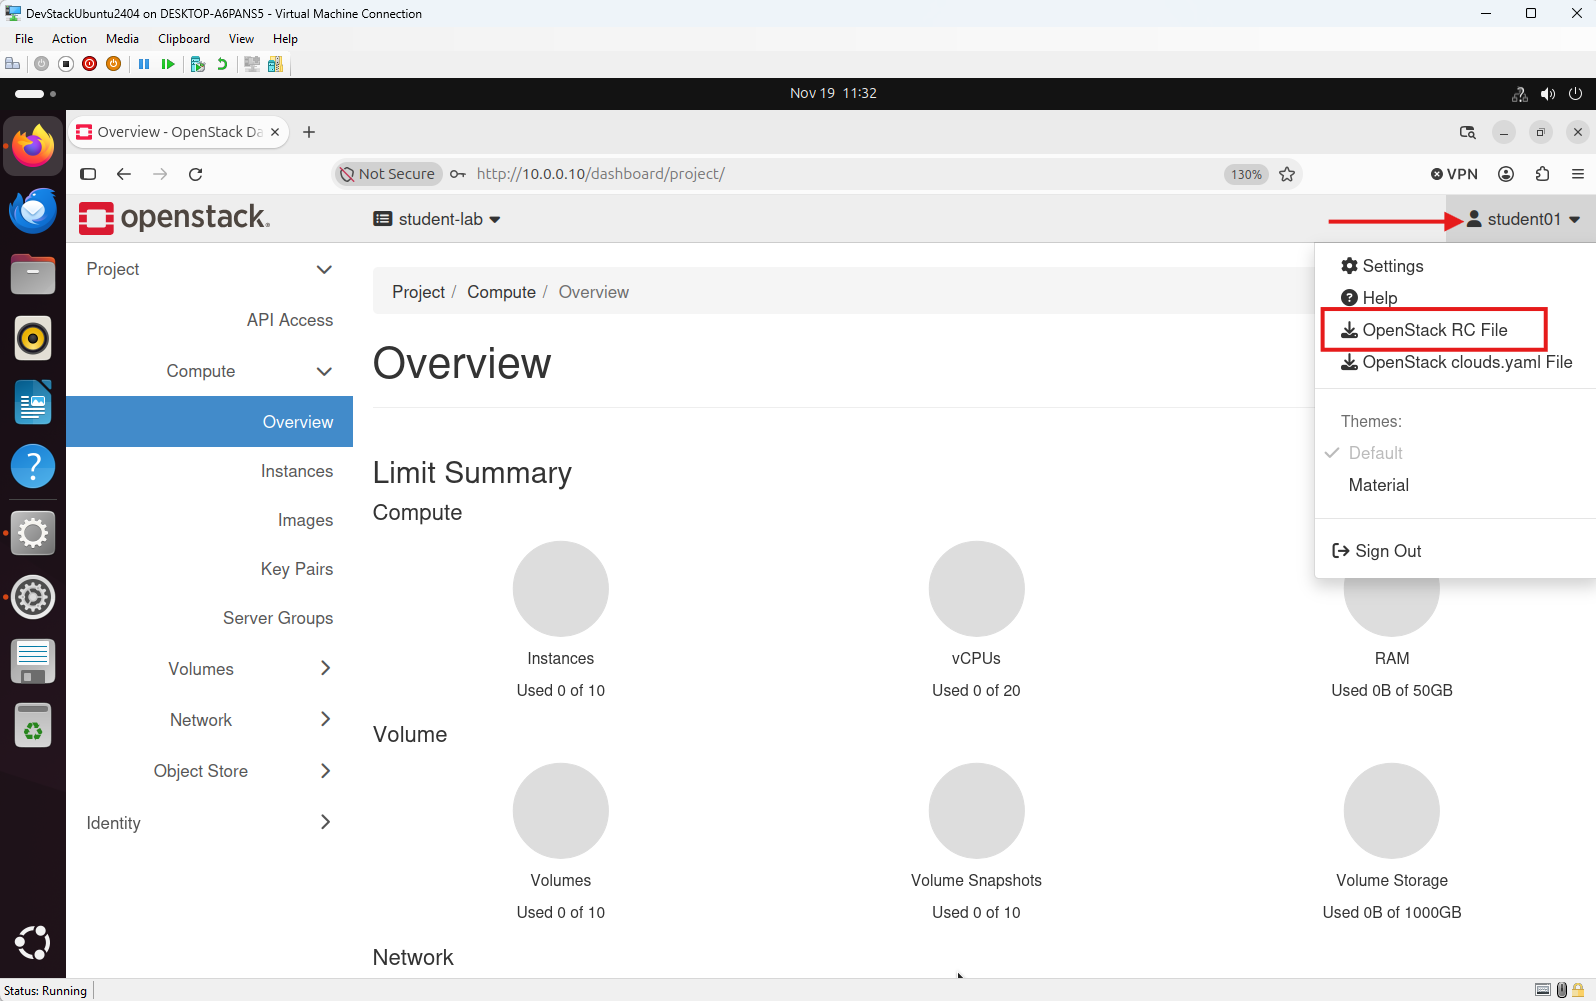 DevStackUbuntu2404 on DESKTOP-A6PANS5 - Virtual Machine Connection
File Action Media Clipboard View Help
Nov 19 11:32
Overview - OpenStack Da
Not Secure http://10.0.0.10/dashboard/project/ 130% VPN
openstack. student-lab student01
Project
API Access
Compute
Overview
Instances
Images
Key Pairs
Server Groups
Volumes
Network
Object Store
Identity
Project / Compute / Overview
Overview
Limit Summary
Compute
Instances
Used 0 of 10
vCPUs
Used 0 of 20
RAM
Used 0B of 50GB
Volume
Volumes
Used 0 of 10
Volume Snapshots
Used 0 of 10
Volume Storage
Used 0B of 1000GB
Network
Settings
Help
OpenStack RC File
OpenStack clouds.yaml File
Themes:
Default
Material
Sign Out
Status: Running